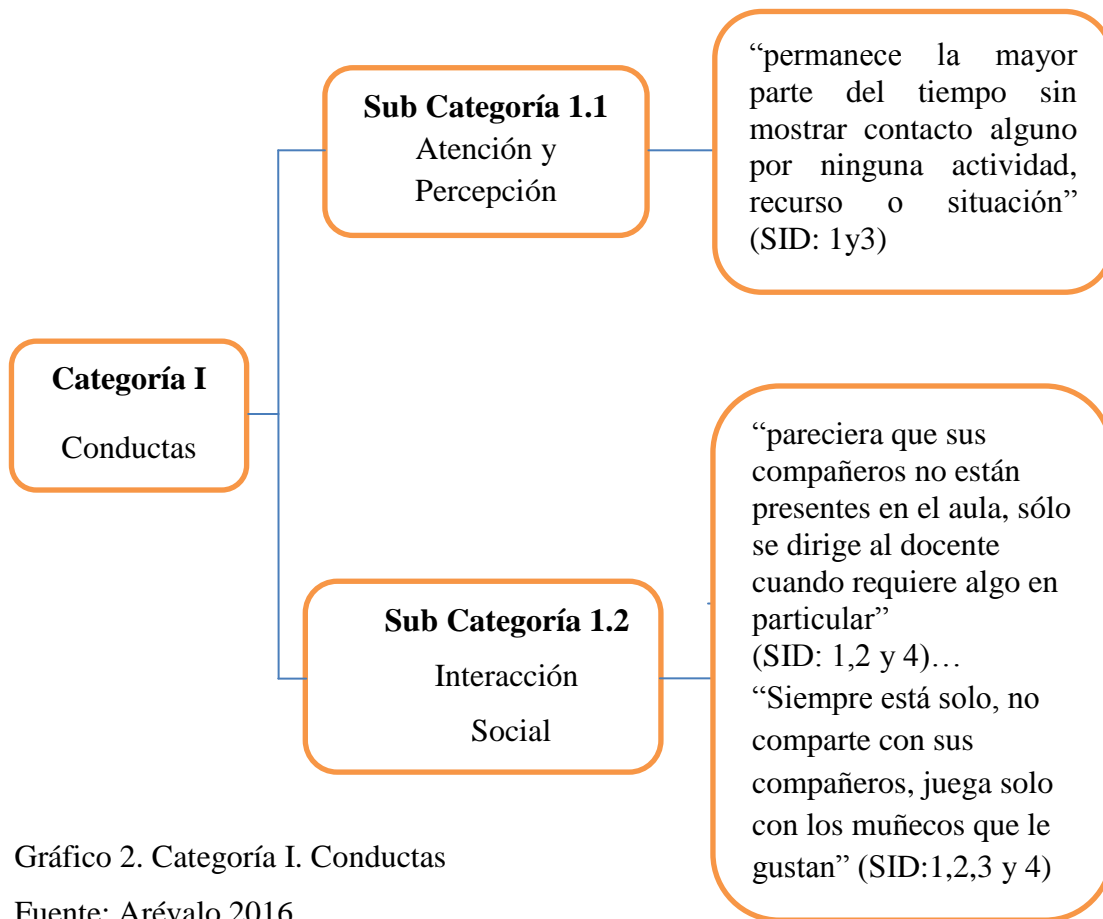 Categoría I
Conductas
Sub Categoría 1.1
Atención y
Percepción
“permanece la mayor
parte del tiempo sin
mostrar contacto alguno
por ninguna actividad,
recurso o situación”
(SID: 1y3)
Sub Categoría 1.2
Interacción
Social
“pareciera que sus
compañeros no están
presentes en el aula, sólo
se dirige al docente
cuando requiere algo en
particular”
(SID: 1,2 y 4)…
“Siempre está solo, no
comparte con sus
compañeros, juega solo
con los muñecos que le
gustan” (SID:1,2,3 y 4)
Gráfico 2. Categoría I. Conductas
Fuente: Arévalo 2016